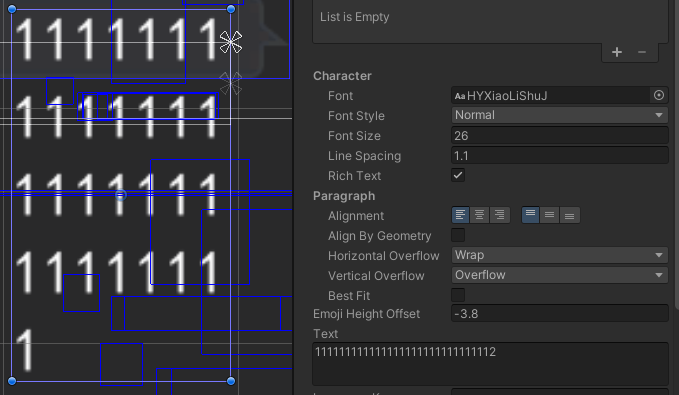 1111111
1111111
1111111
1111111
1
List is Empty
Character
Font
HYXiaoLiShuJ
Font Style
Normal
Font Size
26
Line Spacing
1.1
Rich Text
Paragraph
Alignment
Align By Geometry
Horizontal Overflow
Wrap
Vertical Overflow
Overflow
Best Fit
Emoji Height Offset
-3.8
Text
111111111111111111111111111112